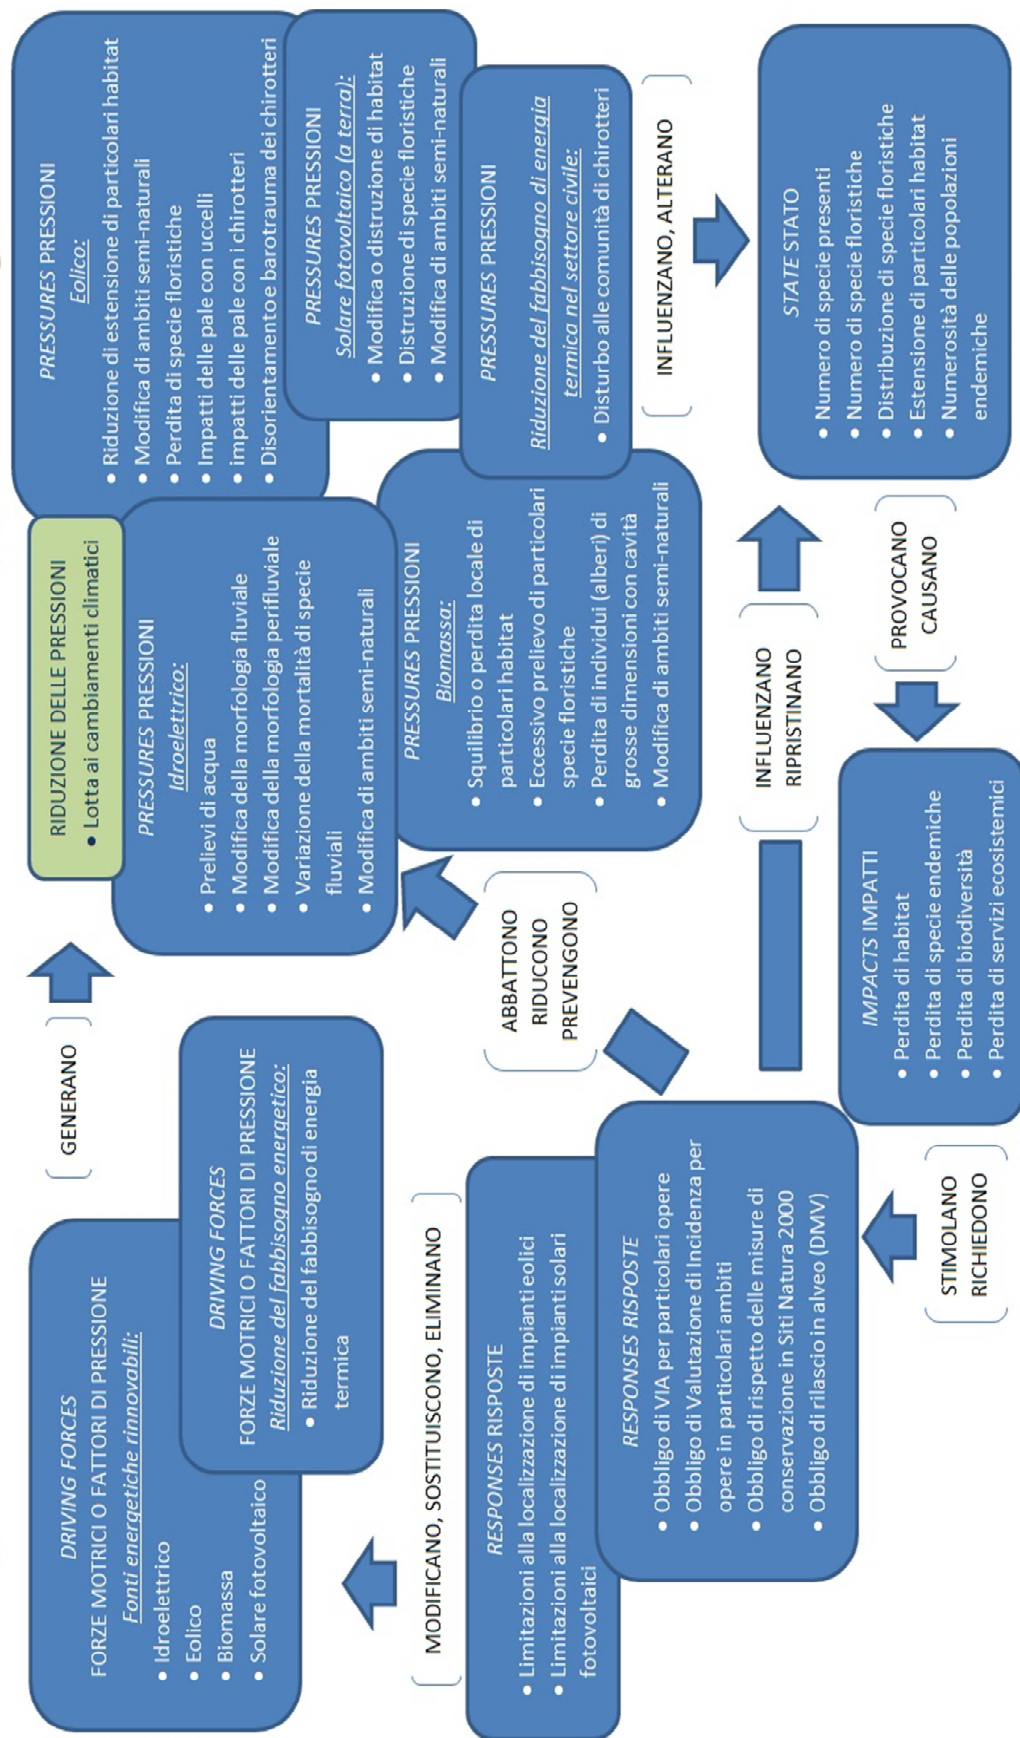 DRIVING FORCES
FORZE MOTRICI O FATTORI DI PRESSIONE
Fonti energetiche rinnovabili:
• Idroelettrico
• Eolico
• Biomassa
• Solare fotovoltaico
DRIVING FORCES
FORZE MOTRICI O FATTORI DI PRESSIONE
Riduzione del fabbisogno energetico:
• Riduzione del fabbisogno di energia
termica
GENERANO
RIDUZIONE DELLE PRESSIONI
• Lotta ai cambiamenti climatici
PRESSURES PRESSIONI
Idroelettrico:
• Prelievi di acqua
• Modifica della morfologia fluviale
• Modifica della morfologia perifluviale
• Variazione della mortalità di specie
fluviali
• Modifica di ambiti semi-naturali
PRESSURES PRESSIONI
Eolico:
• Riduzione di estensione di particolari habitat
• Modifica di ambiti semi-naturali
• Perdita di specie floristiche
• Impatti delle pale con uccelli
• impatti delle pale con i chirotteri
• Disorientamento e barotrauma dei chirotteri
PRESSURES PRESSIONI
Solare fotovoltaico (a terra):
• Modifica o distruzione di habitat
• Distruzione di specie floristiche
• Modifica di ambiti semi-naturali
PRESSURES PRESSIONI
Biomassa:
• Squilibrio o perdita locale di
particolari habitat
• Eccessivo prelievo di particolari
specie floristiche
• Perdita di individui (alberi) di
grosse dimensioni con cavità
• Modifica di ambiti semi-naturali
PRESSURES PRESSIONI
Riduzione del fabbisogno di energia
termica nel settore civile:
• Disturbo alle comunità di chirotteri
MODIFICANO, SOSTITUISCONO, ELIMINANO
ABBATTONO
RIDUCONO
PREVENGONO
INFLUENZANO, ALTERANO
RESPONSES RISPOSTE
• Limitazioni alla localizzazione di impianti eolici
• Limitazioni alla localizzazione di impianti solari
fotovoltaici
RESPONSES RISPOSTE
• Obbligo di VIA per particolari opere
• Obbligo di Valutazione di Incidenza per
opere in particolari ambiti
• Obbligo di rispetto delle misure di
conservazione in Siti Natura 2000
• Obbligo di rilascio in alveo (DMV)
INFLUENZANO
RIPRISTINANO
STATE STATO
• Numero di specie presenti
• Numero di specie floristiche
• Distribuzione di specie floristiche
• Estensione di particolari habitat
• Numerosità delle popolazioni
endemiche
STIMOLANO
RICHIEDONO
IMPACTS IMPATTI
• Perdita di habitat
• Perdita di specie endemiche
• Perdita di biodiversità
• Perdita di servizi ecosistemici
PROVOCANO
CAUSANO